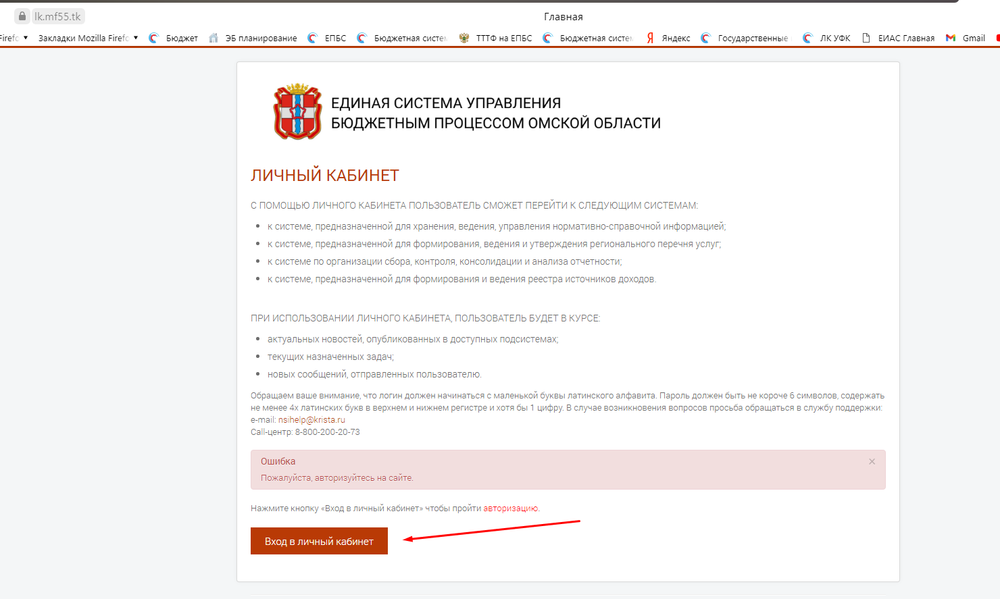 lk.mf55.tk
Главная
Закладки Mozilla Firefo
Бюджет
ЭБ планирование
ЕПБС
Бюджетная систем
ТТТФ на ЕПБС
Бюджетная систем
Яндекс
Государственные
ЛК УФК
ЕИАС Главная
Gmail
ЕДИНАЯ СИСТЕМА УПРАВЛЕНИЯ
БЮДЖЕТНЫМ ПРОЦЕССОМ ОМСКОЙ ОБЛАСТИ
ЛИЧНЫЙ КАБИНЕТ
С ПОМОЩЬЮ ЛИЧНОГО КАБИНЕТА ПОЛЬЗОВАТЕЛЬ СМОЖЕТ ПЕРЕЙТИ К СЛЕДУЮЩИМ СИСТЕМАМ:
к системе, предназначенной для хранения, ведения, управления нормативно-справочной информацией;
к системе, предназначенной для формирования, ведения и утверждения регионального перечня услуг;
к системе по организации сбора, контроля, консолидации и анализа отчетности;
к системе, предназначенной для формирования и ведения реестра источников доходов.
ПРИ ИСПОЛЬЗОВАНИИ ЛИЧНОГО КАБИНЕТА, ПОЛЬЗОВАТЕЛЬ БУДЕТ В КУРСЕ:
актуальных новостей, опубликованных в доступных подсистемах;
текущих назначенных задач;
новых сообщений, отправленных пользователю.
Обращаем ваше внимание, что логин должен начинаться с маленькой буквы латинского алфавита. Пароль должен быть не короче 6 символов, содержать
не менее 4х латинских букв в верхнем и нижнем регистре и хотя бы 1 цифру. В случае возникновения вопросов просьба обращаться в службу поддержки:
e-mail: nsihelp@krista.ru
Call-центр: 8-800-200-20-73
Ошибка
Пожалуйста, авторизуйтесь на сайте.
Нажмите кнопку «Вход в личный кабинет» чтобы пройти авторизацию.
Вход в личный кабинет